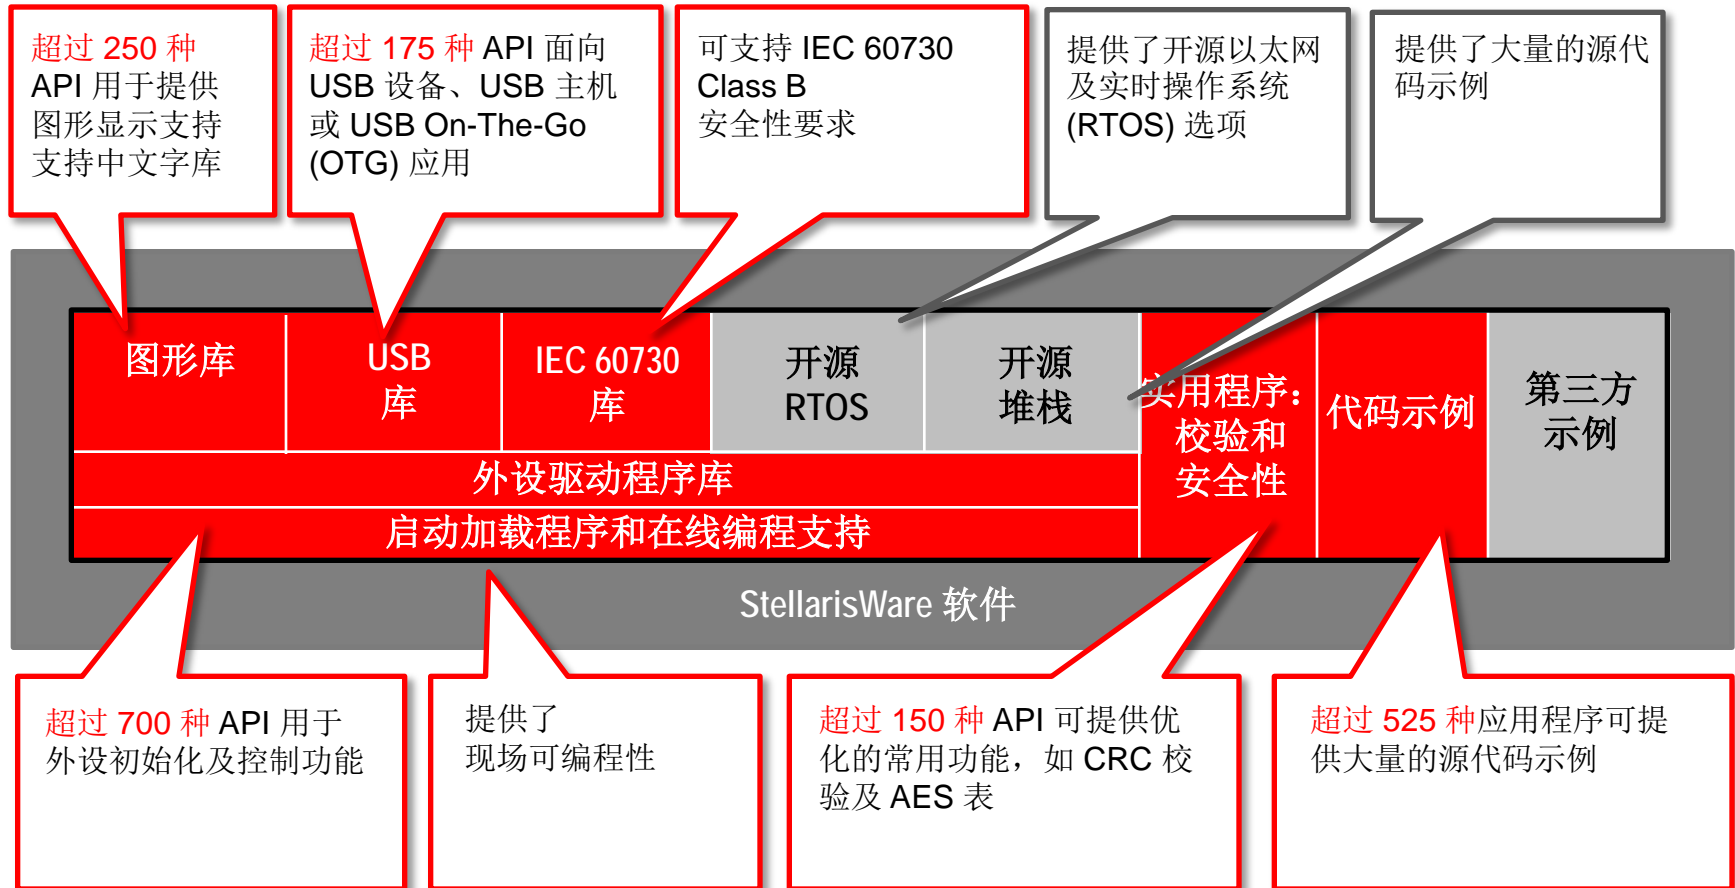 超过 250 种
API 用于提供
图形显示支持
支持中文字库
超过 175 种 API 面向
USB 设备、USB 主机
或 USB On-The-Go
(OTG) 应用
可支持 IEC 60730
Class B
安全性要求
提供了开源以太网
及实时操作系统
(RTOS) 选项
提供了大量的源代
码示例
图形库
USB
库
IEC 60730
库
开源
RTOS
开源
堆栈
实用程序：
校验和
安全性
代码示例
第三方
示例
外设驱动程序库
启动加载程序和在线编程支持
StellarisWare 软件
超过 700 种 API 用于
外设初始化及控制功能
提供了
现场可编程性
超过 150 种 API 可提供优
化的常用功能，如 CRC 校
验及 AES 表
超过 525 种应用程序可提
供大量的源代码示例